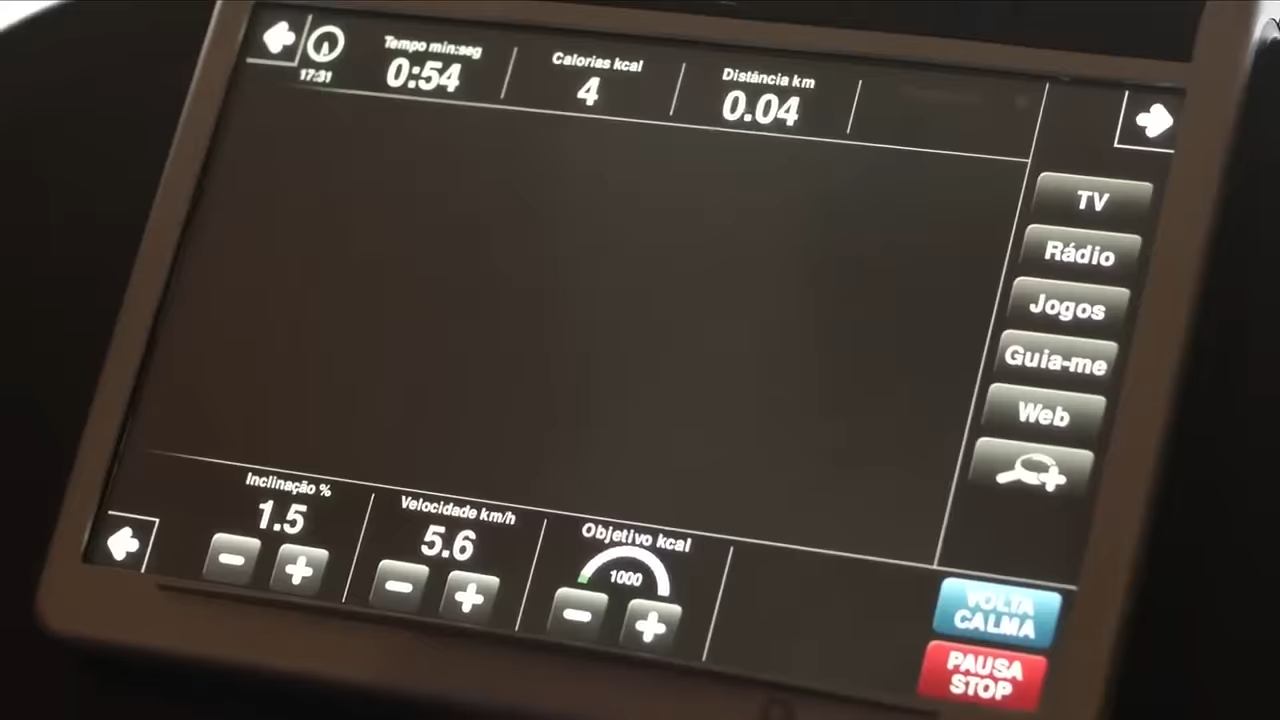 17:31
Tempo min:seg
0:54
Calorias kcal
4
Distância km
0.04
TV
Rádio
Jogos
Guia-me
Web
Inclinação %
1.5
Velocidade km/h
5.6
Objetivo kcal
1000
VOLTA
CALMA
PAUSA
STOP